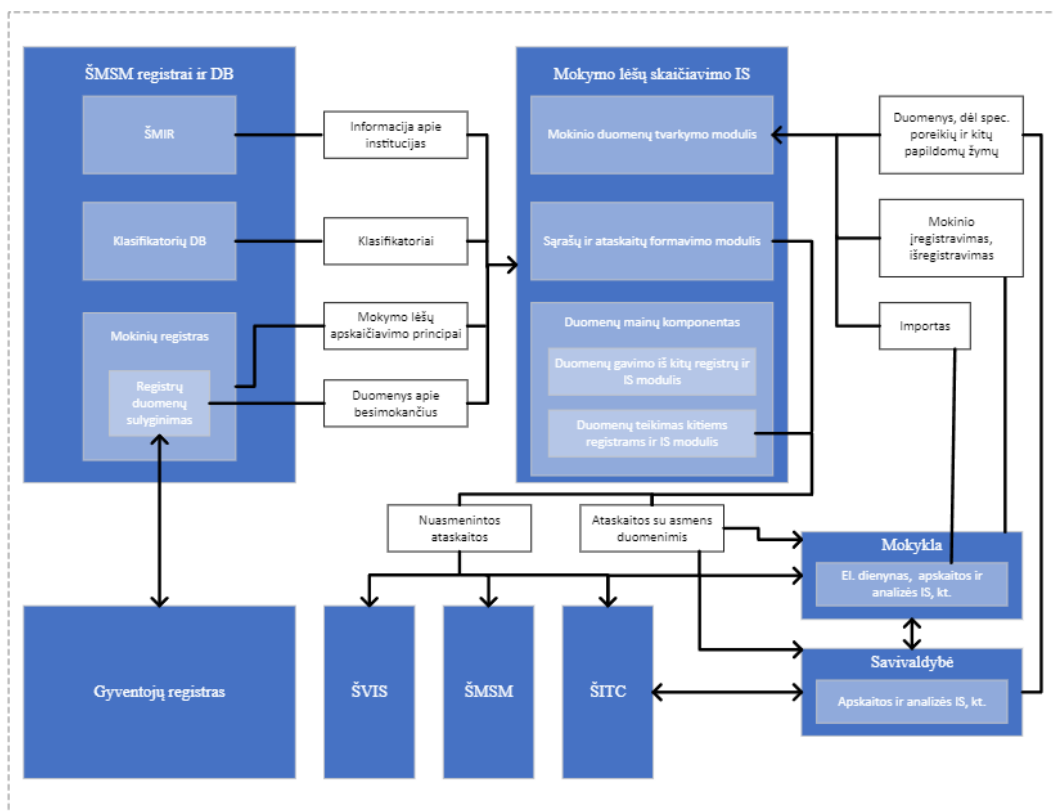 ŠMSM registrai ir DB
ŠMIR
Klasifikatorių DB
Mokinių registras
Registrų
duomenų
sulyginimas
Informacija apie
institucijas
Klasifikatoriai
Mokymo lėšų
apskaičiavimo principai
Duomenys apie
besimokančius
Mokymo lėšų skaičiavimo IS
Mokinio duomenų tvarkymo modulis
Sąrašų ir ataskaitų formavimo modulis
Duomenų mainų komponentas
Duomenų gavimo iš kitų registrų ir
IS modulis
Duomenų teikimas kitiems
registrams ir IS modulis
Duomenys, dėl spec.
poreikių ir kitų
papildomų žymų
Mokinio
įregistravimas,
išregistravimas
Importas
Nuasmenintos
ataskaitos
Ataskaitos su asmens
duomenimis
Mokykla
El. dienynas, apskaitos ir
analizės IS, kt.
Savivaldybė
Apskaitos ir analizės IS, kt.
Gyventojų registras
ŠVIS
ŠMSM
ŠITC